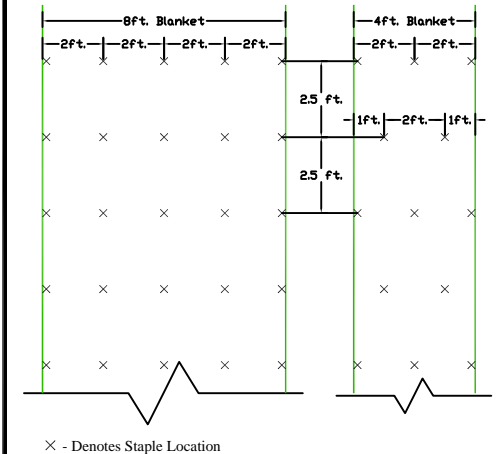 8ft. Blanket
4ft. Blanket
2ft. 2ft. 2ft. 2ft.
2ft. 2ft.
2.5 ft.
1ft. 2ft. 1ft.
2.5 ft.
× - Denotes Staple Location